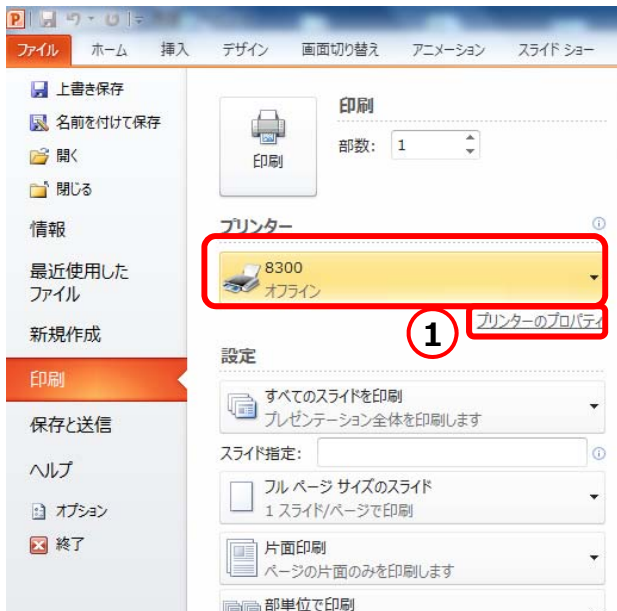 P
ファイル ホーム 挿入 デザイン 画面切り替え アニメーション スライド ショー
上書き保存
名前を付けて保存
開く
閉じる
情報
最近使用した
ファイル
新規作成
印刷
保存と送信
ヘルプ
オプション
終了
印刷
印刷
部数: 1
プリンター
8300
オフライン
プリンターのプロパティ
1
設定
すべてのスライドを印刷
プレゼンテーション全体を印刷します
スライド指定:
フル ページ サイズのスライド
1 スライド/ページで印刷
片面印刷
ページの片面のみを印刷します
部単位で印刷